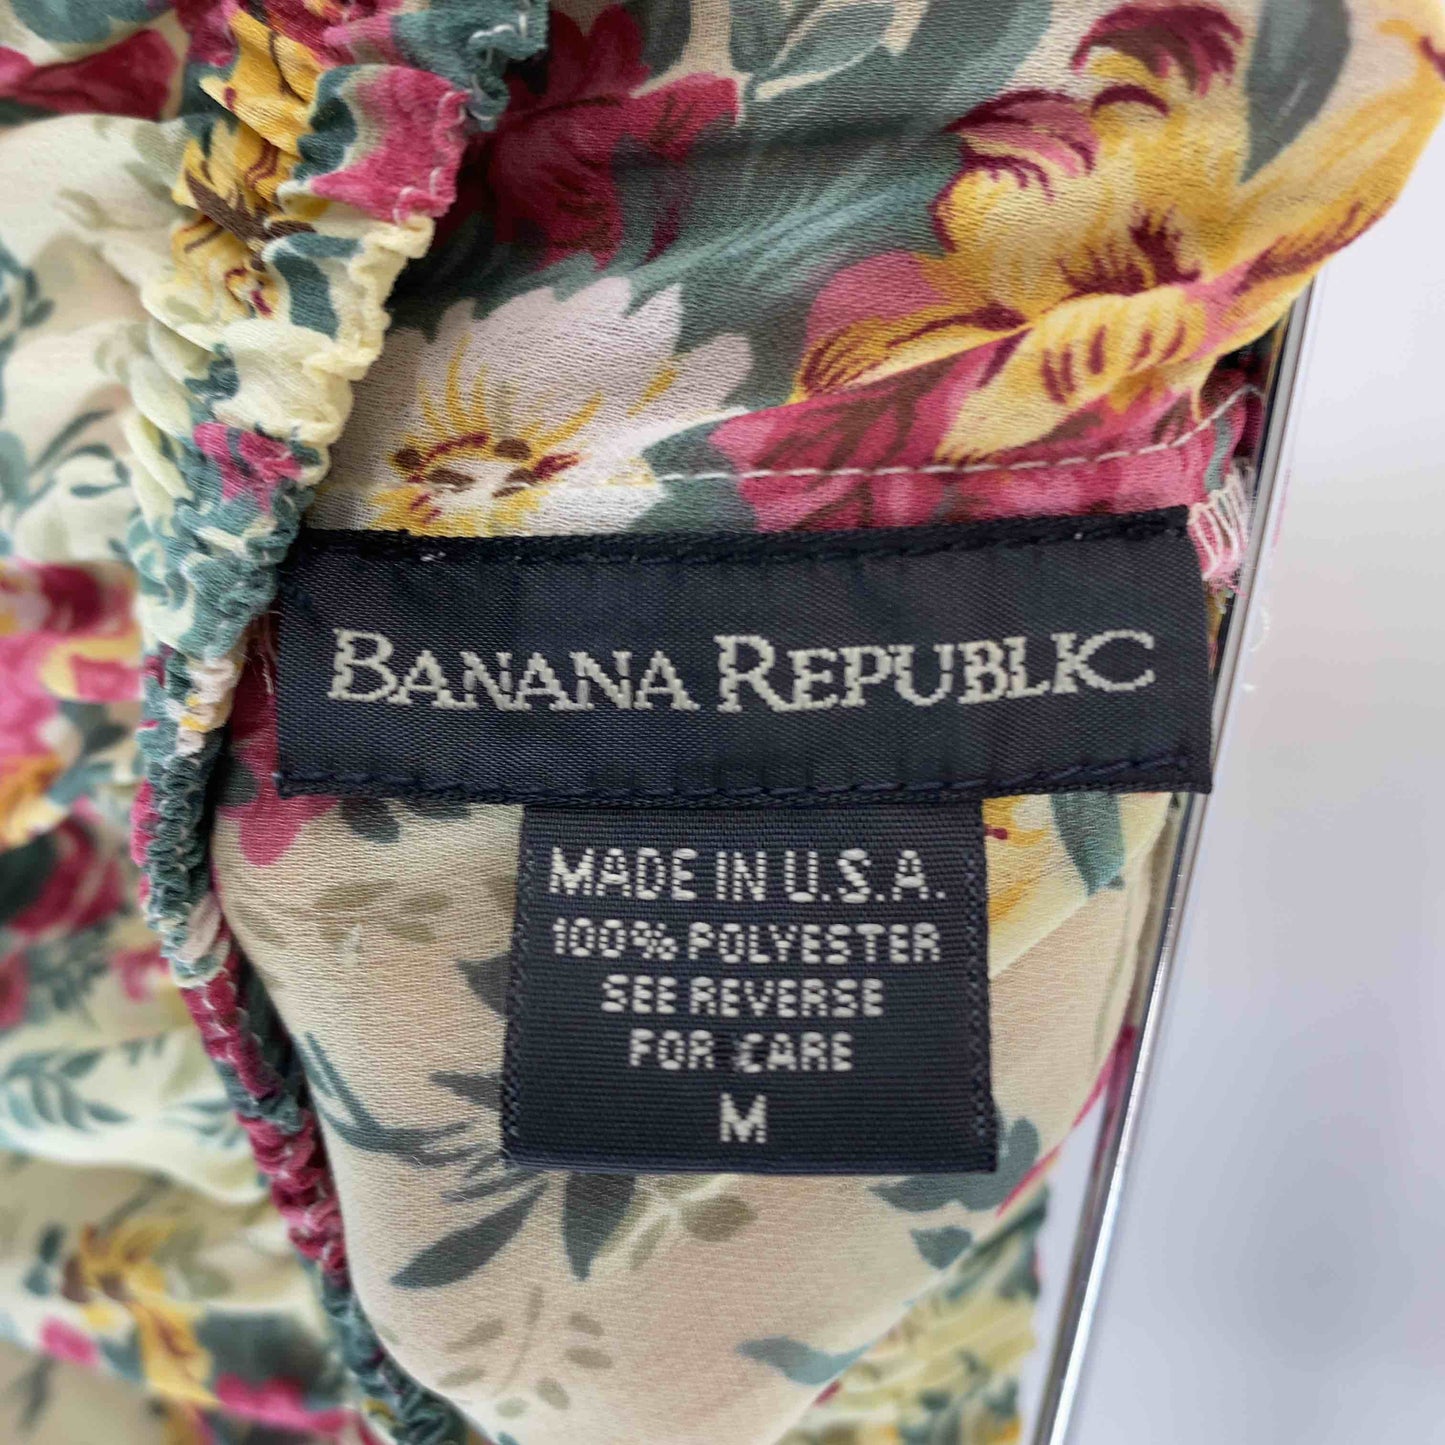 BANANA REPUBLIC
MADE IN U.S.A.
100% POLYESTER
SEE REVERSE
FOR CARE
M